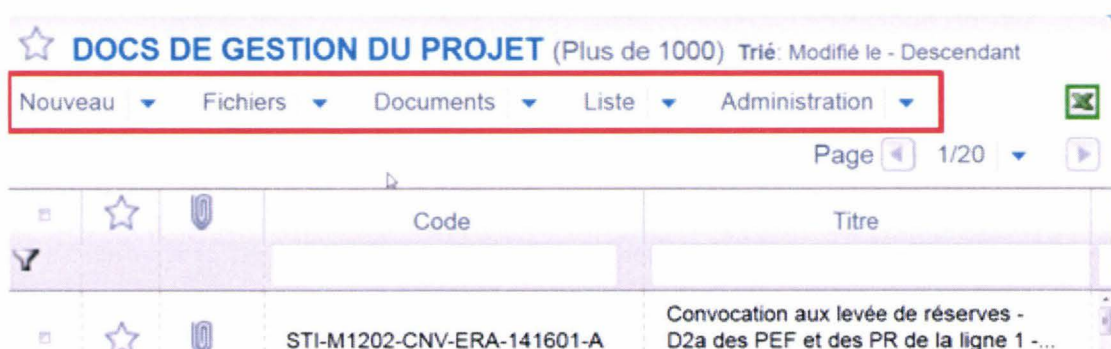 DOCS DE GESTION DU PROJET (Plus de 1000) Trié: Modifié le - Descendant
Nouveau Fichiers Documents Liste Administration
Page 1/20
Code Titre
STI-M1202-CNV-ERA-141601-A Convocation aux levée de réserves -
D2a des PEF et des PR de la ligne 1 -...